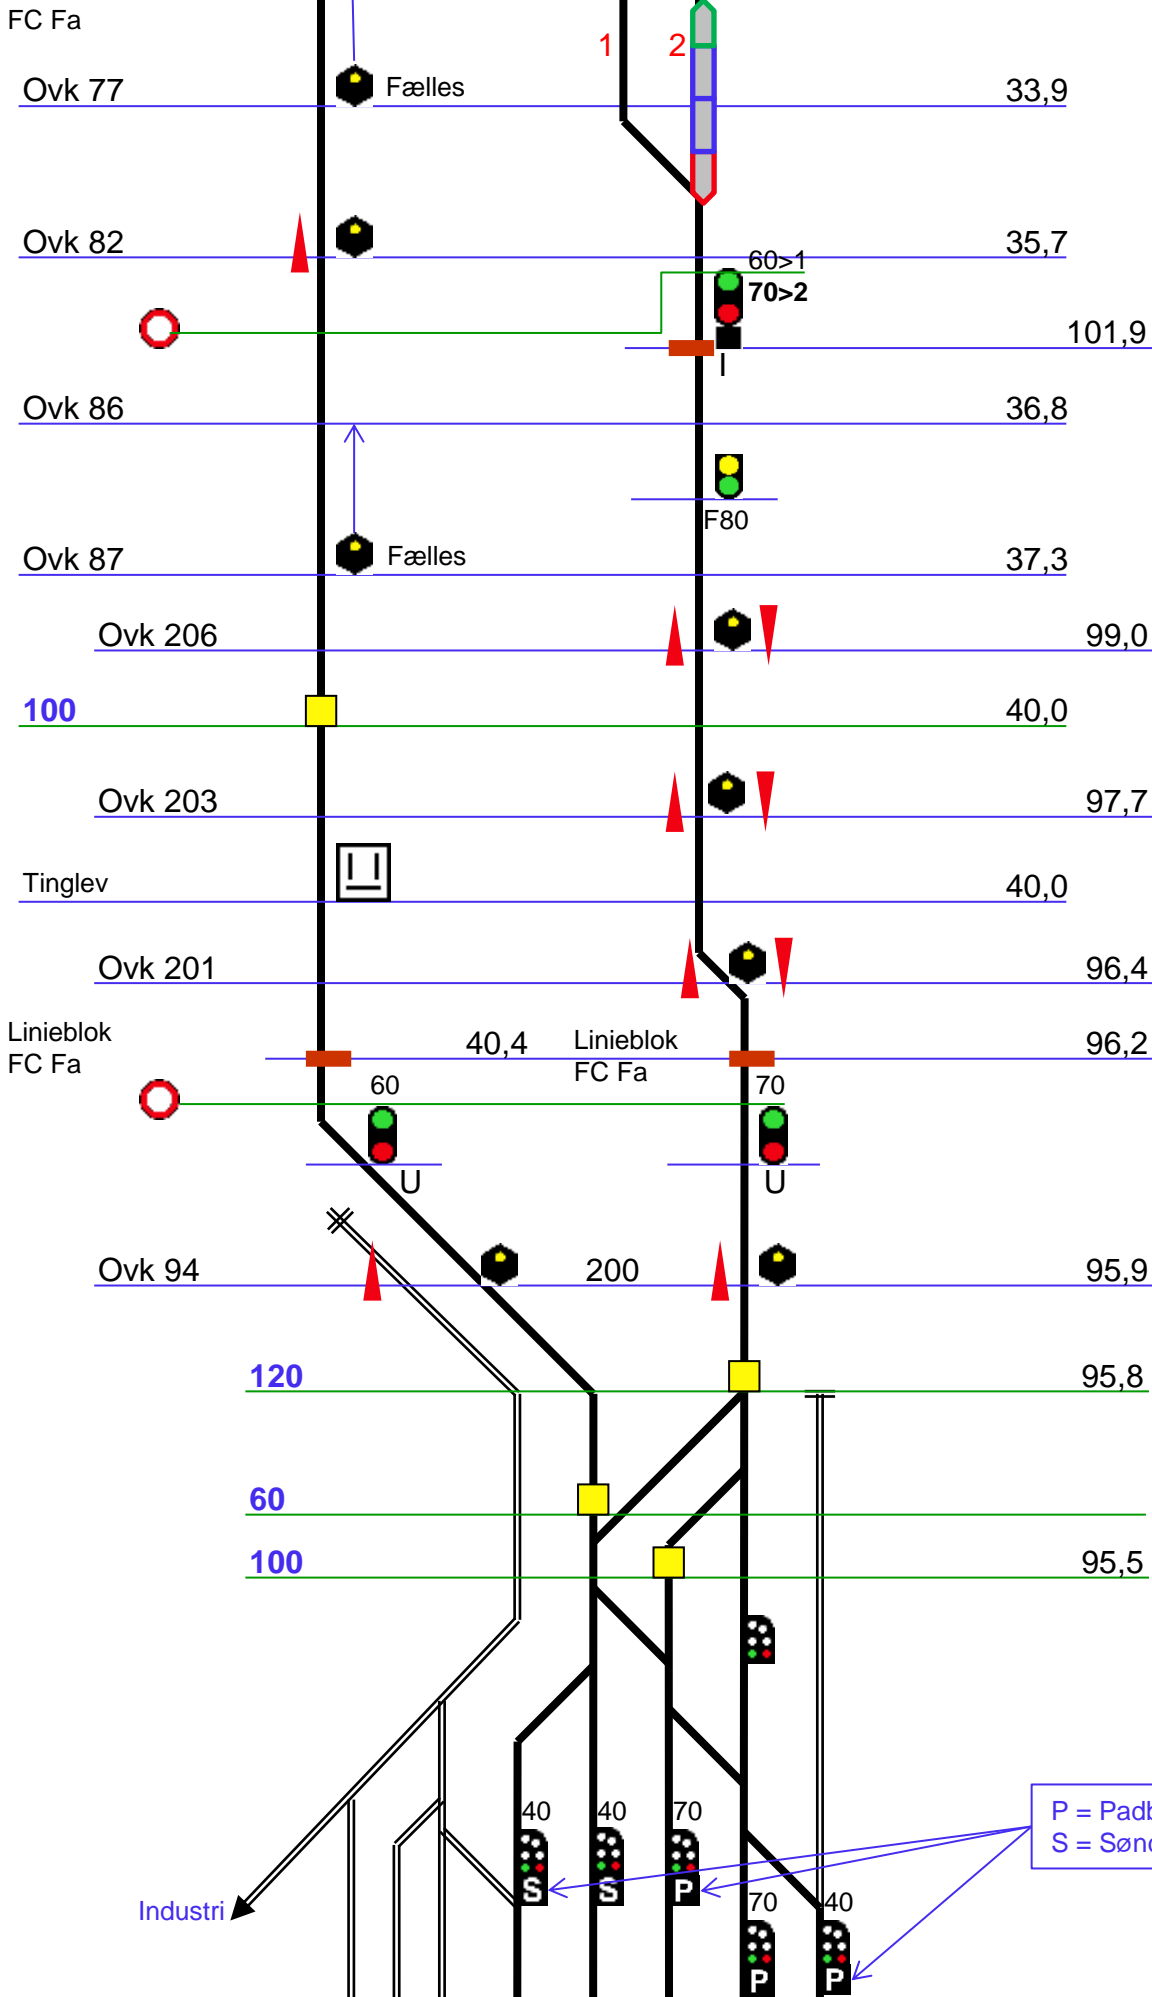 FC Fa
1 2
Ovk 77 Fælles 33,9
Ovk 82 35,7
60>1
70>2
101,9
I
Ovk 86 36,8
F80
Ovk 87 Fælles 37,3
Ovk 206 99,0
100 40,0
Ovk 203 97,7
Tinglev 40,0
Ovk 201 96,4
Linieblok
FC Fa
40,4
Linieblok
FC Fa
96,2
60 70
U U
Ovk 94 200 95,9
120 95,8
60
100 95,5
40 40 70
S S P
P = Padb
S = Sønd
Industri
70 40
P P